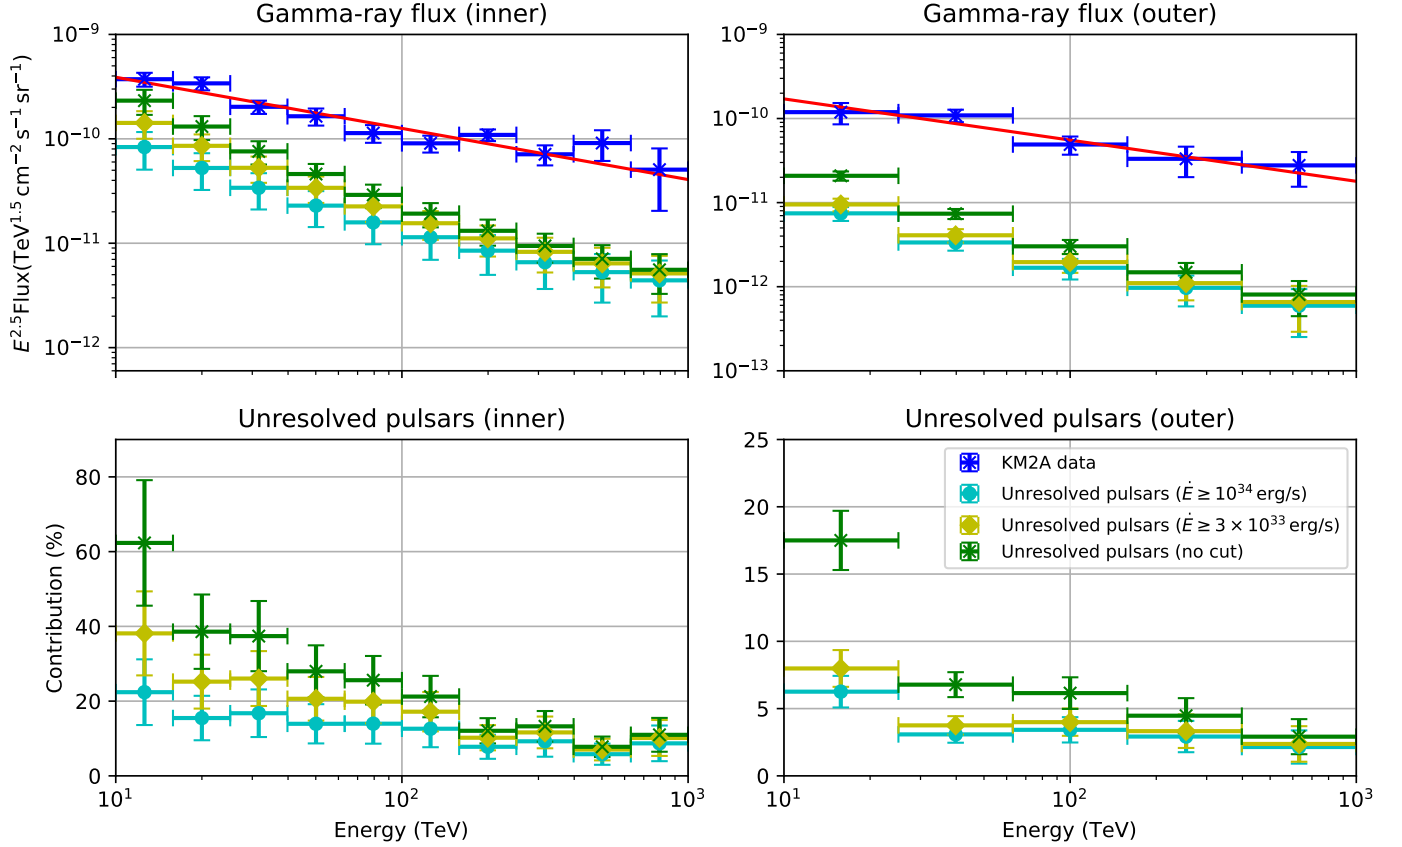 Gamma-ray flux (inner)
Gamma-ray flux (outer)
E^2.5Flux(TeV^1.5 cm^−2 s^−1 sr^−1)
10^−9
10^−10
10^−11
10^−12
10^−9
10^−10
10^−11
10^−12
10^−13
Unresolved pulsars (inner)
Unresolved pulsars (outer)
Contribution (%)
80
60
40
20
0
10^1
10^2
10^3
Energy (TeV)
25
20
15
10
5
0
KM2A data
Unresolved pulsars (Ė ≥ 10^34 erg/s)
Unresolved pulsars (Ė ≥ 3 × 10^33 erg/s)
Unresolved pulsars (no cut)
10^1
10^2
10^3
Energy (TeV)